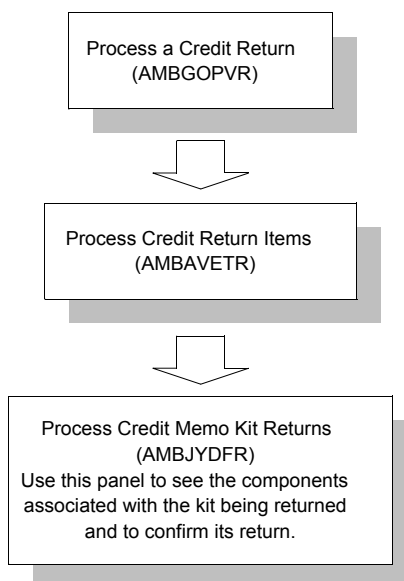 Process a Credit Return
(AMBGOPVR)
Process Credit Return Items
(AMBAVETR)
Process Credit Memo Kit Returns
(AMBJYDFR)
Use this panel to see the components
associated with the kit being returned
and to confirm its return.